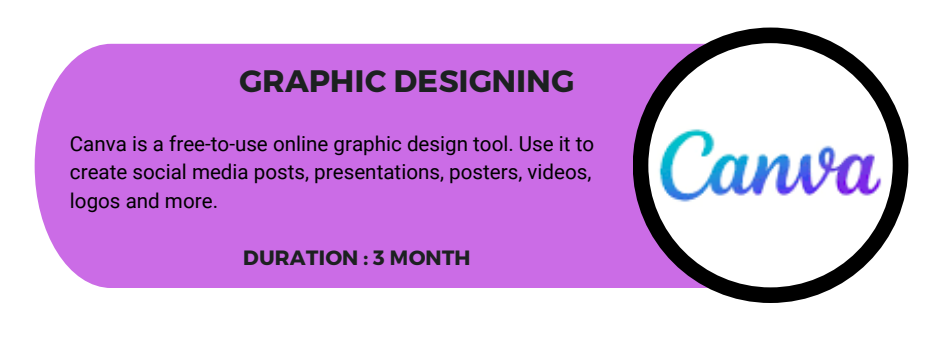 GRAPHIC DESIGNING
Canva is a free-to-use online graphic design tool. Use it to
create social media posts, presentations, posters, videos,
logos and more.
DURATION : 3 MONTH
Canva